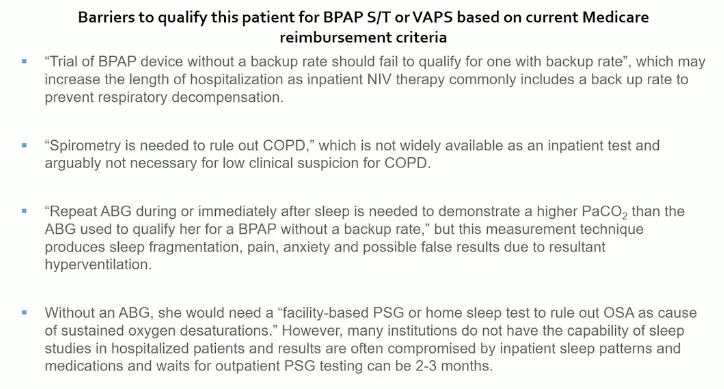 Barriers to qualify this patient for BPAP S/T or VAPS based on current Medicare
reimbursement criteria
▪ “Trial of BPAP device without a backup rate should fail to qualify for one with backup rate”, which may
increase the length of hospitalization as inpatient NIV therapy commonly includes a back up rate to
prevent respiratory decompensation.
▪ “Spirometry is needed to rule out COPD,” which is not widely available as an inpatient test and
arguably not necessary for low clinical suspicion for COPD.
▪ “Repeat ABG during or immediately after sleep is needed to demonstrate a higher PaCO₂ than the
ABG used to qualify her for a BPAP without a backup rate,” but this measurement technique
produces sleep fragmentation, pain, anxiety and possible false results due to resultant
hyperventilation.
▪ Without an ABG, she would need a “facility-based PSG or home sleep test to rule out OSA as cause
of sustained oxygen desaturations.” However, many institutions do not have the capability of sleep
studies in hospitalized patients and results are often compromised by inpatient sleep patterns and
medications and waits for outpatient PSG testing can be 2-3 months.